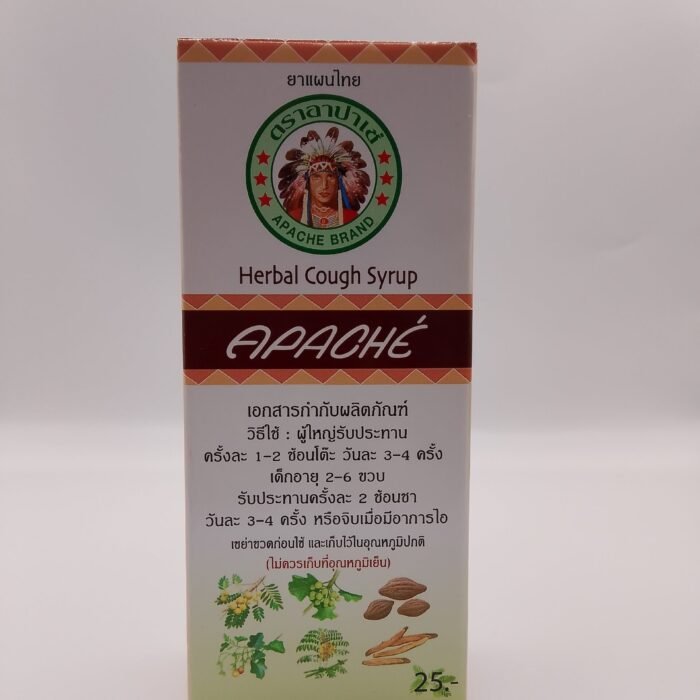 ยาแผนไทย
ตราอาปาเช่
APACHE BRAND
Herbal Cough Syrup
APACHÉ
เอกสารกำกับผลิตภัณฑ์
วิธีใช้ : ผู้ใหญ่รับประทาน
ครั้งละ 1-2 ช้อนโต๊ะ วันละ 3-4 ครั้ง
เด็กอายุ 2-6 ขวบ
รับประทานครั้งละ 2 ช้อนชา
วันละ 3-4 ครั้ง หรือจิบเมื่อมีอาการไอ
เขย่าขวดก่อนใช้ และเก็บไว้ในอุณหภูมิปกติ
(ไม่ควรเก็บที่อุณหภูมิเย็น)
25.-